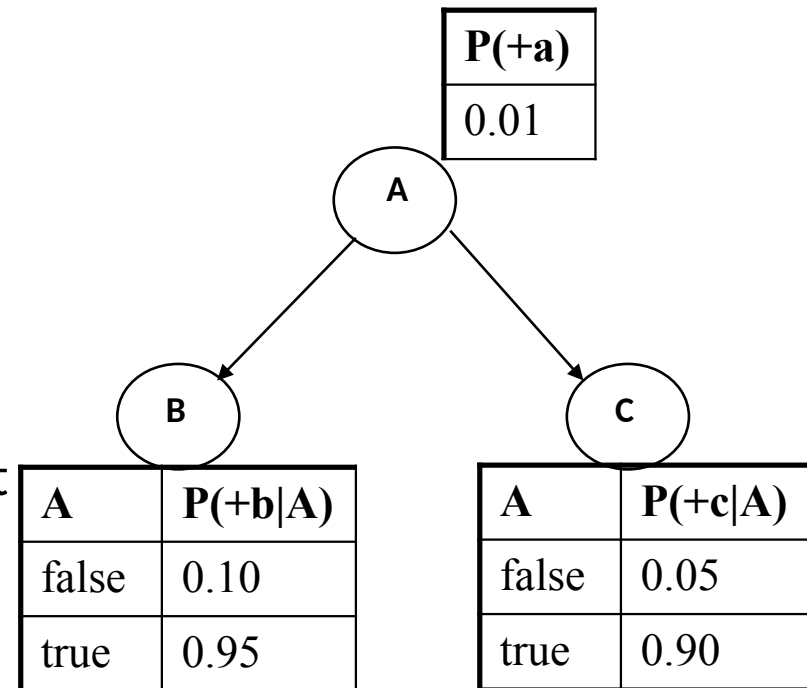 P(+a)
0.01
A
B
C
A P(+b|A)
false 0.10
true 0.95
A P(+c|A)
false 0.05
true 0.90